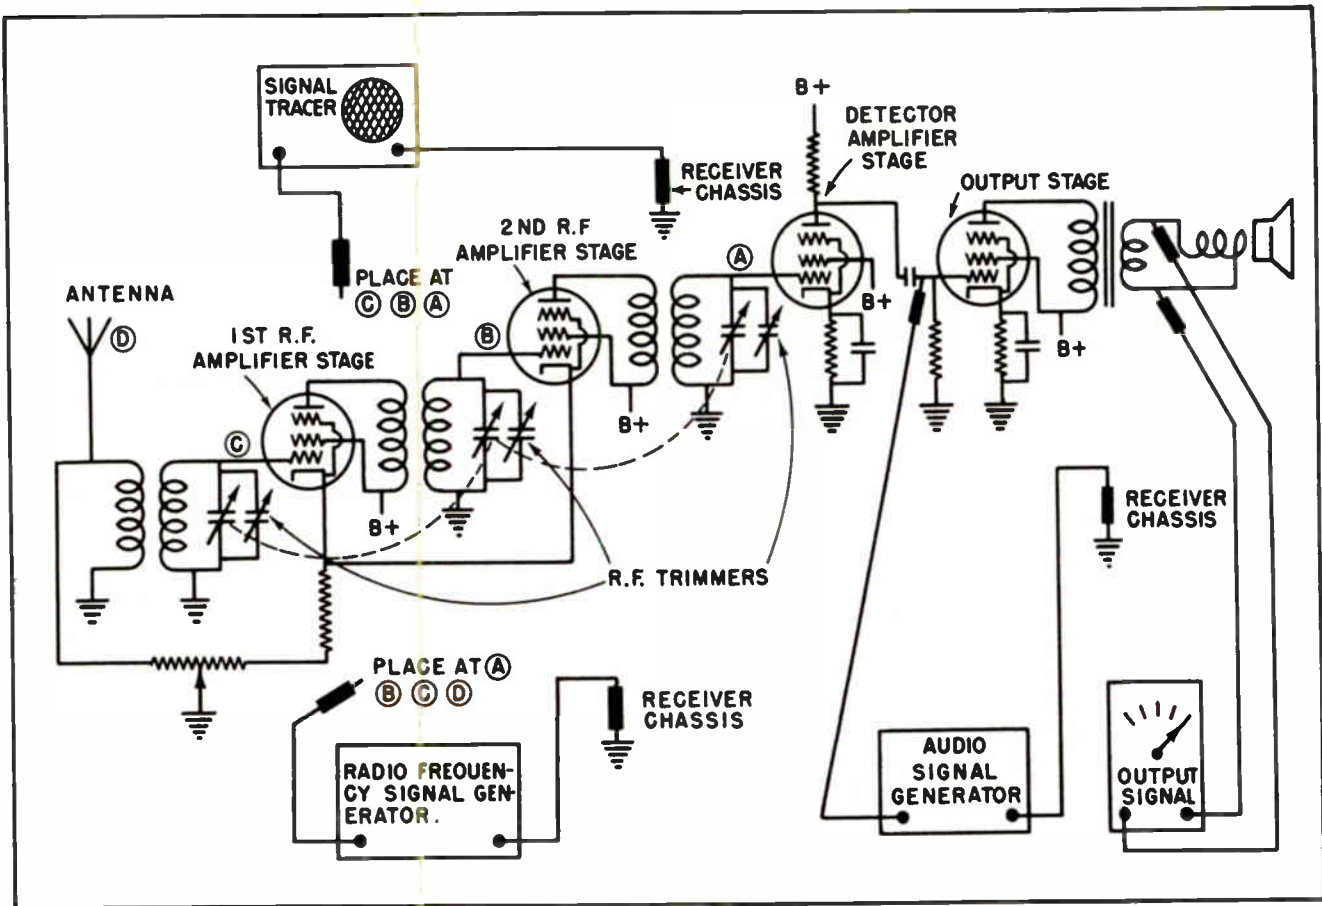 SIGNAL
TRACER
B+
DETECTOR
AMPLIFIER
STAGE
RECEIVER
CHASSIS
OUTPUT STAGE
2ND R.F
AMPLIFIER STAGE
PLACE AT
C B A
A
ANTENNA
D
B+
1ST R.F.
AMPLIFIER STAGE
B
B+
C
B+
B+
RECEIVER
CHASSIS
R.F. TRIMMERS
PLACE AT A
B C D
RECEIVER
CHASSIS
RADIO FREOUEN-
CY SIGNAL GEN-
ERATOR.
AUDIO
SIGNAL
GENERATOR
OUTPUT
SIGNAL